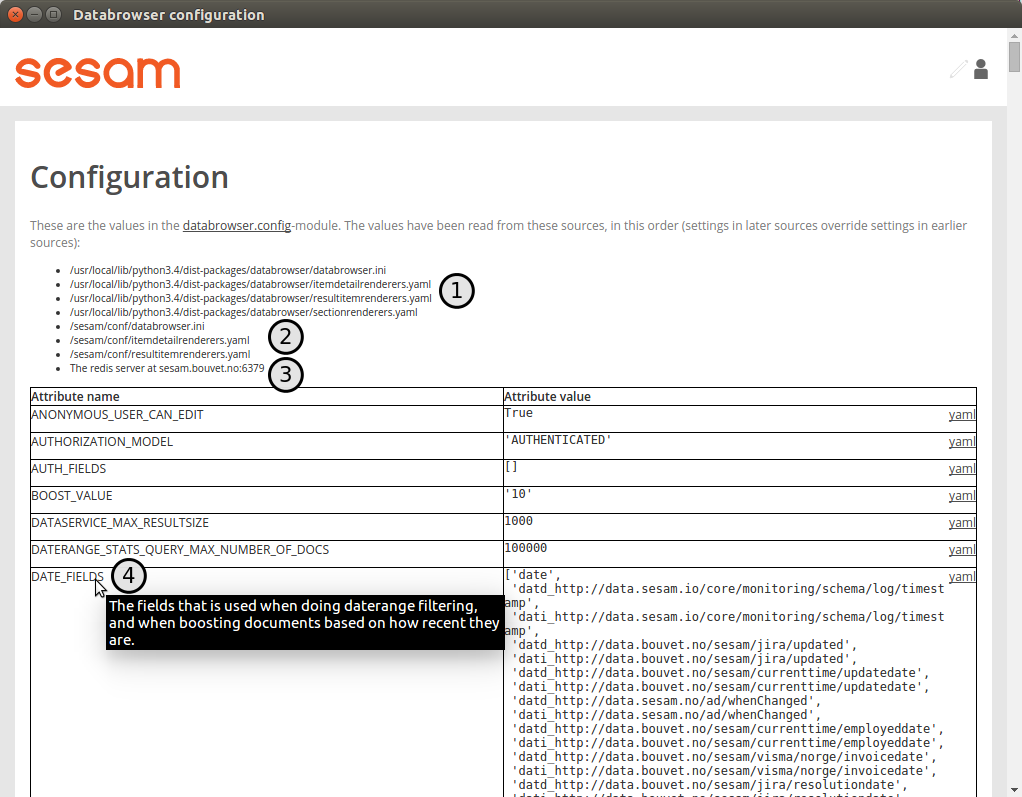 Databrowser configuration
sesam
Configuration
These are the values in the databrowser.config-module. The values have been read from these sources, in this order (settings in later sources override settings in earlier
sources):
/usr/local/lib/python3.4/dist-packages/databrowser/databrowser.ini
/usr/local/lib/python3.4/dist-packages/databrowser/itemdetailrenderers.yaml
/usr/local/lib/python3.4/dist-packages/databrowser/resultitemrenderers.yaml
1
/usr/local/lib/python3.4/dist-packages/databrowser/sectionrenderers.yaml
/sesam/conf/databrowser.ini
/sesam/conf/itemdetailrenderers.yaml
2
/sesam/conf/resultitemrenderers.yaml
The redis server at sesam.bouvet.no:6379
3
Attribute name Attribute value
ANONYMOUS_USER_CAN_EDIT True yaml
AUTHORIZATION_MODEL 'AUTHENTICATED' yaml
AUTH_FIELDS [] yaml
BOOST_VALUE '10' yaml
DATASERVICE_MAX_RESULTSIZE 1000 yaml
DATERANGE_STATS_QUERY_MAX_NUMBER_OF_DOCS 100000 yaml
DATE_FIELDS 4 ['date', yaml
The fields that is used when doing daterange filtering,
and when boosting documents based on how recent they
are.
'datd_http://data.sesam.io/core/monitoring/schema/log/timest
amp',
'dati_http://data.sesam.io/core/monitoring/schema/log/timest
amp',
'datd_http://data.bouvet.no/sesam/jira/updated',
'dati_http://data.bouvet.no/sesam/jira/updated',
'datd_http://data.bouvet.no/sesam/currenttime/updatedate',
'dati_http://data.bouvet.no/sesam/currenttime/updatedate',
'datd_http://data.sesam.no/ad/whenChanged',
'dati_http://data.sesam.no/ad/whenChanged',
'datd_http://data.bouvet.no/sesam/currenttime/employeddate',
'dati_http://data.bouvet.no/sesam/currenttime/employeddate',
'datd_http://data.bouvet.no/sesam/visma/norge/invoicedate',
'dati_http://data.bouvet.no/sesam/visma/norge/invoicedate',
'datd_http://data.bouvet.no/sesam/jira/resolutiondate',
'dati_http://data.bouvet.no/sesam/jira/resolutiondate',